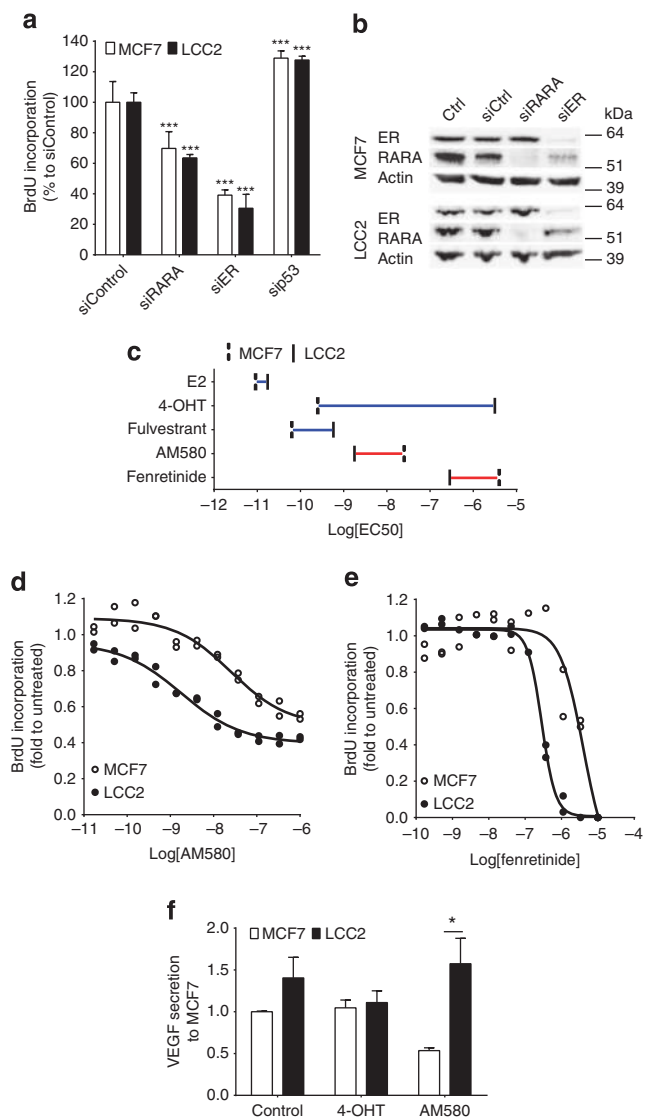 a
BrdU incorporation
(% to siControl)
140
120
100
80
60
40
20
0
MCF7 LCC2
*** ***
*** ***
*** ***
siControl siRARA siER sip53
b
Ctrl siCtrl siRARA siER
kDa
MCF7
ER
RARA
Actin
64
51
39
LCC2
ER
RARA
Actin
64
51
39
c
MCF7 LCC2
E2
4-OHT
Fulvestrant
AM580
Fenretinide
–12 –11 –10 –9 –8 –7 –6 –5
Log[EC50]
d
BrdU incorporation
(fold to untreated)
1.2
1.0
0.8
0.6
0.4
0.2
0.0
MCF7
LCC2
–11 –10 –9 –8 –7 –6
Log[AM580]
e
BrdU incorporation
(fold to untreated)
1.2
1.0
0.8
0.6
0.4
0.2
0.0
MCF7
LCC2
–10 –9 –8 –7 –6 –5 –4
Log[fenretinide]
f
VEGF secretion
to MCF7
2.0
1.5
1.0
0.5
0
MCF7 LCC2
*
Control 4-OHT AM580